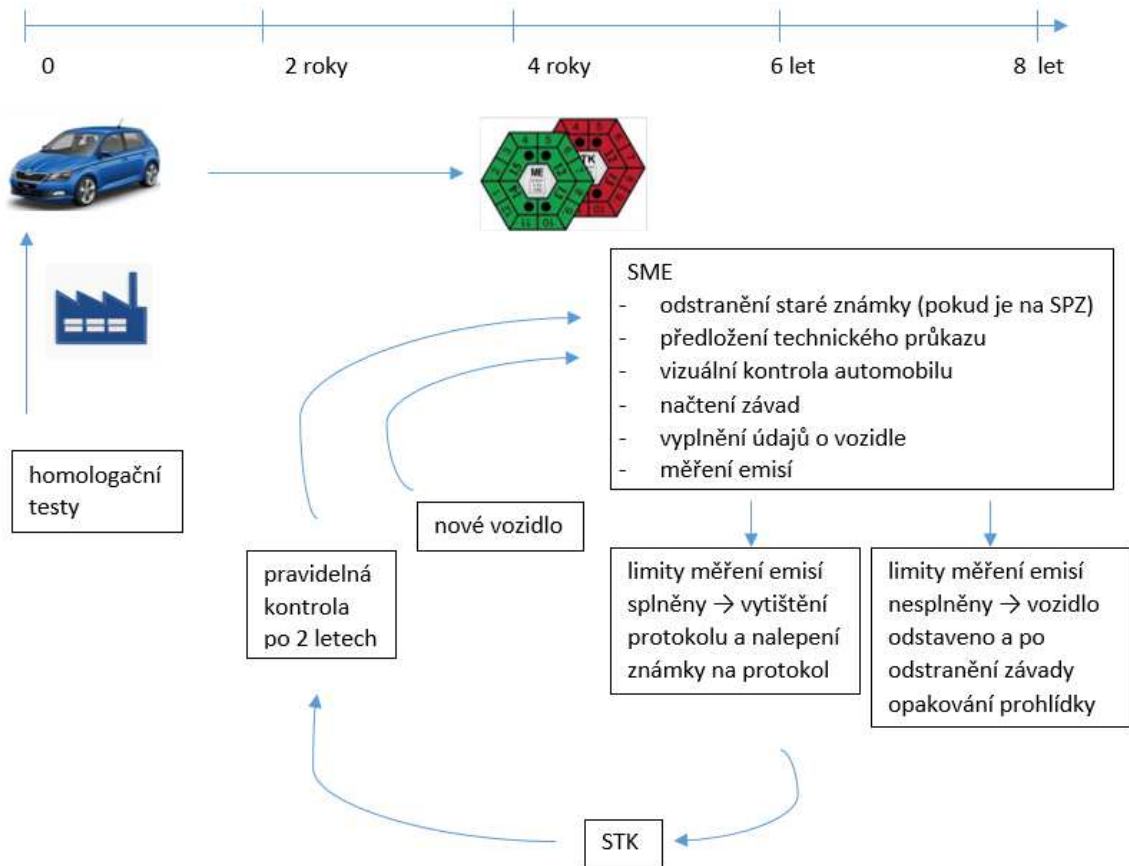 0
2 roky
4 roky
6 let
8 let
ME
TK
SME
- odstranění staré známky (pokud je na SPZ)
- předložení technického průkazu
- vizuální kontrola automobilu
- načtení závad
- vyplnění údajů o vozidle
- měření emisí
homologační
testy
nové vozidlo
pravidelná
kontrola
po 2 letech
limity měření emisí
splněny → vytištění
protokolu a nalepení
známky na protokol
limity měření emisí
nesplněny → vozidlo
odstaveno a po
odstranění závady
opakování prohlídky
STK